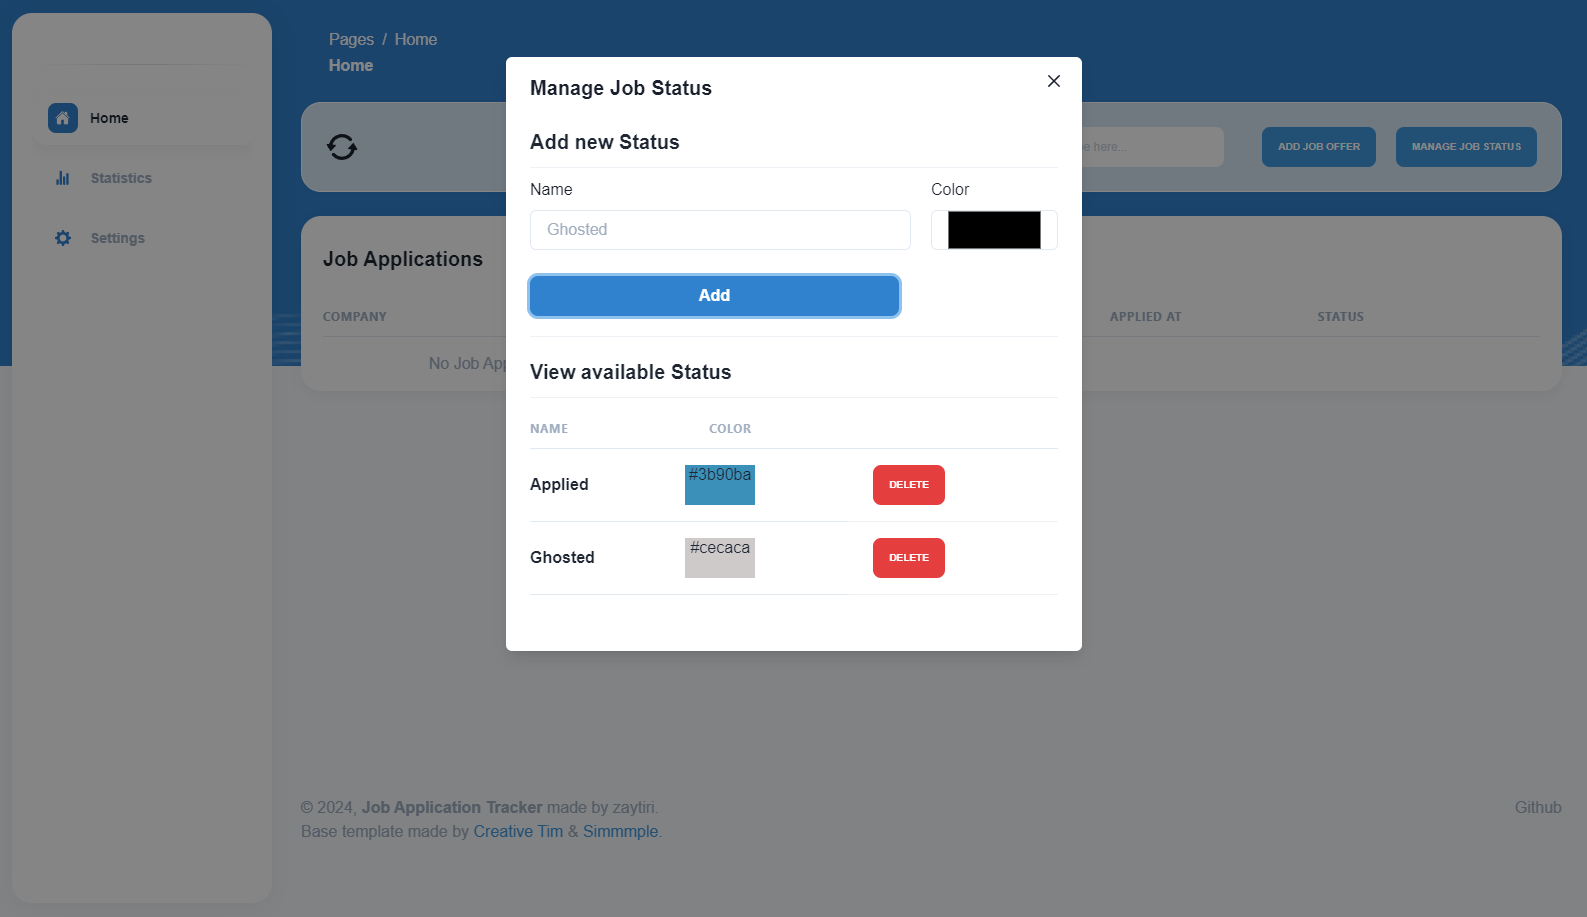 Pages / Home
Home
Home
Statistics
Settings
here...
ADD JOB OFFER
MANAGE JOB STATUS
Job Applications
COMPANY
APPLIED AT
STATUS
No Job
Manage Job Status
Add new Status
Name
Color
Ghosted
Add
View available Status
NAME
COLOR
Applied
#3b90ba
DELETE
Ghosted
#cecaca
DELETE
© 2024, Job Application Tracker made by zaytiri.
Github
Base template made by Creative Tim & Simmmple.